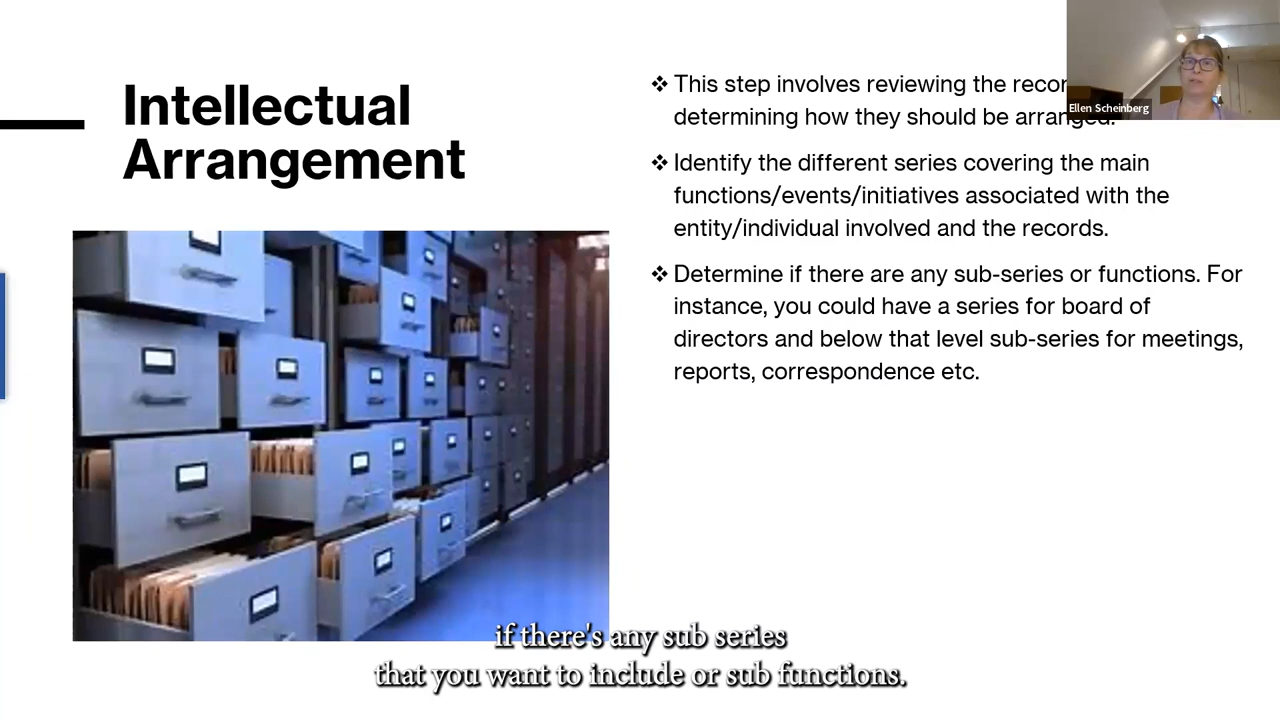 Intellectual
Arrangement
❖ This step involves reviewing the
determining how they should be arranged.
❖ Identify the different series covering the main
functions/events/initiatives associated with the
entity/individual involved and the records.
❖ Determine if there are any sub-series or functions. For
instance, you could have a series for board of
directors and below that level sub-series for meetings,
reports, correspondence etc.
Ellen Scheinberg
if there's any sub series
that you want to include or sub functions.